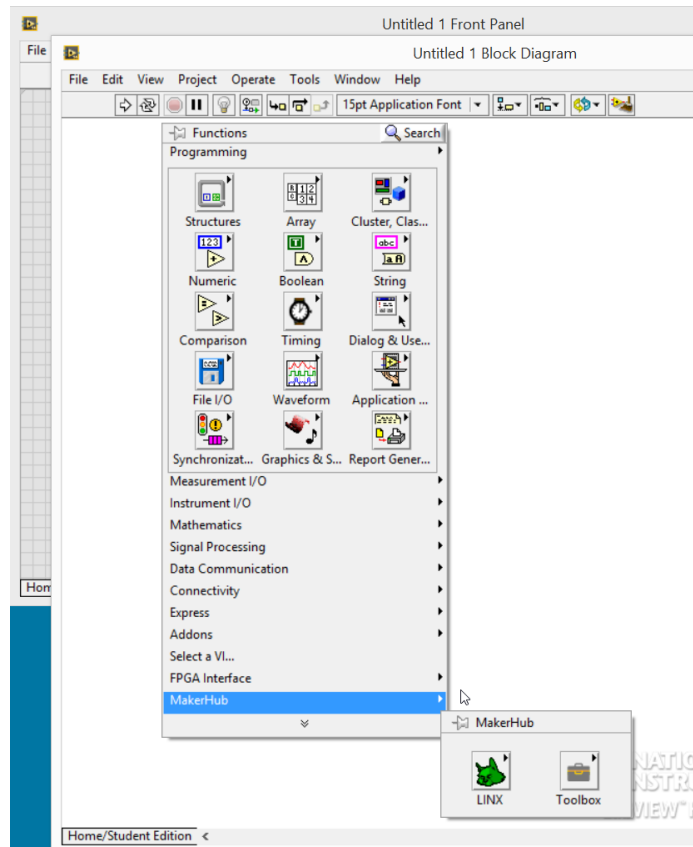 Untitled 1 Front Panel
File
Untitled 1 Block Diagram
File Edit View Project Operate Tools Window Help
15pt Application Font
Functions Search
Programming
Structures Array Cluster, Clas...
Numeric Boolean String
Comparison Timing Dialog & Use...
File I/O Waveform Application ...
Synchronizat... Graphics & S... Report Gener...
Measurement I/O
Instrument I/O
Mathematics
Signal Processing
Data Communication
Connectivity
Express
Addons
Select a VI...
FPGA Interface
MakerHub
MakerHub
LINX Toolbox
Hom
Home/Student Edition